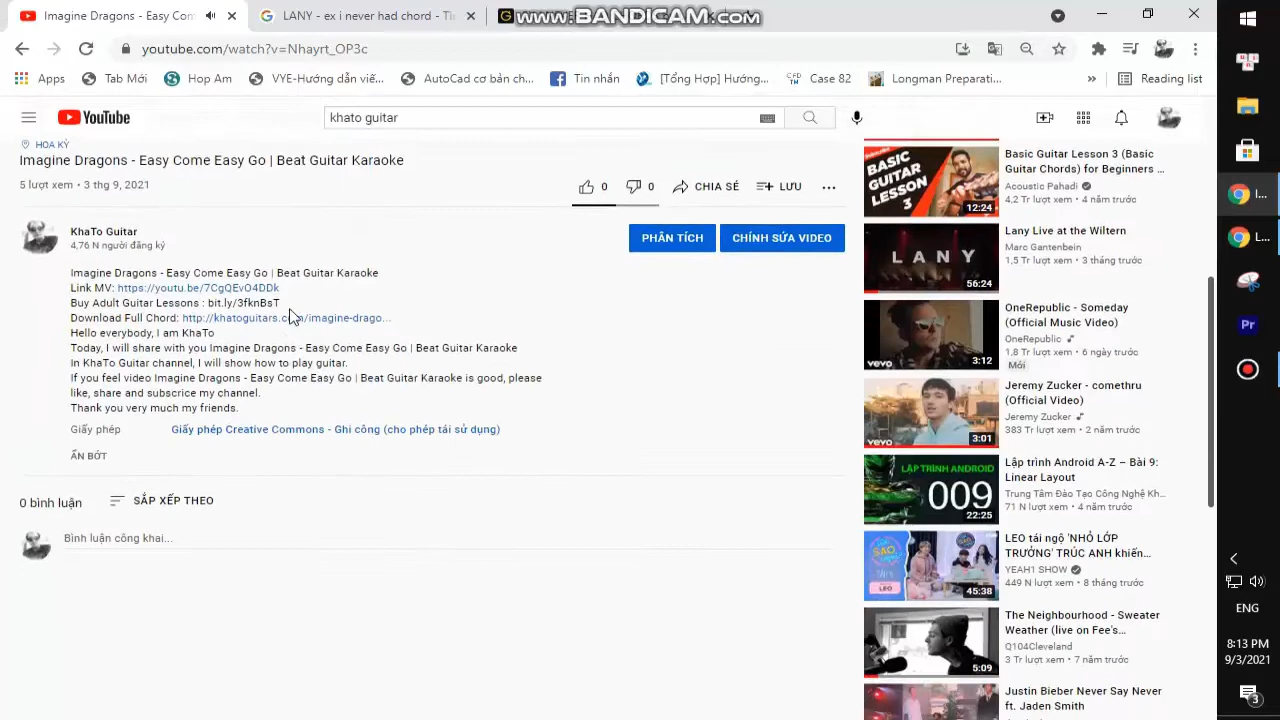 Imagine Dragons - Easy Com
LANY - ex i never had chord - Th
www.BANDICAM.com
youtube.com/watch?v=Nhayrt_OP3c
Apps
Tab Mới
Hop Am
VYE-Hướng dẫn viế...
AutoCad cơ bản ch...
Tin nhắn
[Tổng Hợp] Hướng...
Case 82
Longman Preparati...
»
Reading list
YouTube
khato guitar
HOA KỲ
Imagine Dragons - Easy Come Easy Go | Beat Guitar Karaoke
5 lượt xem • 3 thg 9, 2021
0
0
CHIA SẺ
LƯU
KhaTo Guitar
4,76 N người đăng ký
PHÂN TÍCH
CHỈNH SỬA VIDEO
Imagine Dragons - Easy Come Easy Go | Beat Guitar Karaoke
Link MV: https://youtu.be/7CgQEvO4DDk
Buy Adult Guitar Lessons : bit.ly/3fknBsT
Download Full Chord: http://khatoguitars.c /imagine-drago...
Hello everybody, I am KhaTo
Today, I will share with you Imagine Dragons - Easy Come Easy Go | Beat Guitar Karaoke
In KhaTo Guitar channel, I will show how to play guitar.
If you feel video Imagine Dragons - Easy Come Easy Go | Beat Guitar Karaoke is good, please
like, share and subscrice my channel.
Thank you very much my friends.
Giấy phép
Giấy phép Creative Commons - Ghi công (cho phép tái sử dụng)
ẨN BỚT
0 bình luận
SẮP XẾP THEO
Bình luận công khai...
BASIC GUITAR LESSON 3
12:24
Basic Guitar Lesson 3 (Basic
Guitar Chords) for Beginners ...
Acoustic Pahadi
4,2 Tr lượt xem • 4 năm trước
LANY
56:24
Lany Live at the Wiltern
Marc Gantenbein
1,5 Tr lượt xem • 3 tháng trước
vevo
3:12
OneRepublic - Someday
(Official Music Video)
OneRepublic
1,8 Tr lượt xem • 6 ngày trước
Mới
vevo
3:01
Jeremy Zucker - comethru
(Official Video)
Jeremy Zucker
383 Tr lượt xem • 2 năm trước
LẬP TRÌNH ANDROID
009
22:25
Lập trình Android A-Z – Bài 9:
Linear Layout
Trung Tâm Đào Tạo Công Nghệ Kh...
71 N lượt xem • 4 năm trước
SAO
LEO
45:38
LEO tái ngộ 'NHỎ LỚP
TRƯỞNG' TRÚC ANH khiến...
YEAH1 SHOW
449 N lượt xem • 8 tháng trước
5:09
The Neighbourhood - Sweater
Weather (live on Fee's...
Q104Cleveland
3 Tr lượt xem • 7 năm trước
Justin Bieber Never Say Never
ft. Jaden Smith
I...
L...
Pr
ENG
8:13 PM
9/3/2021
3